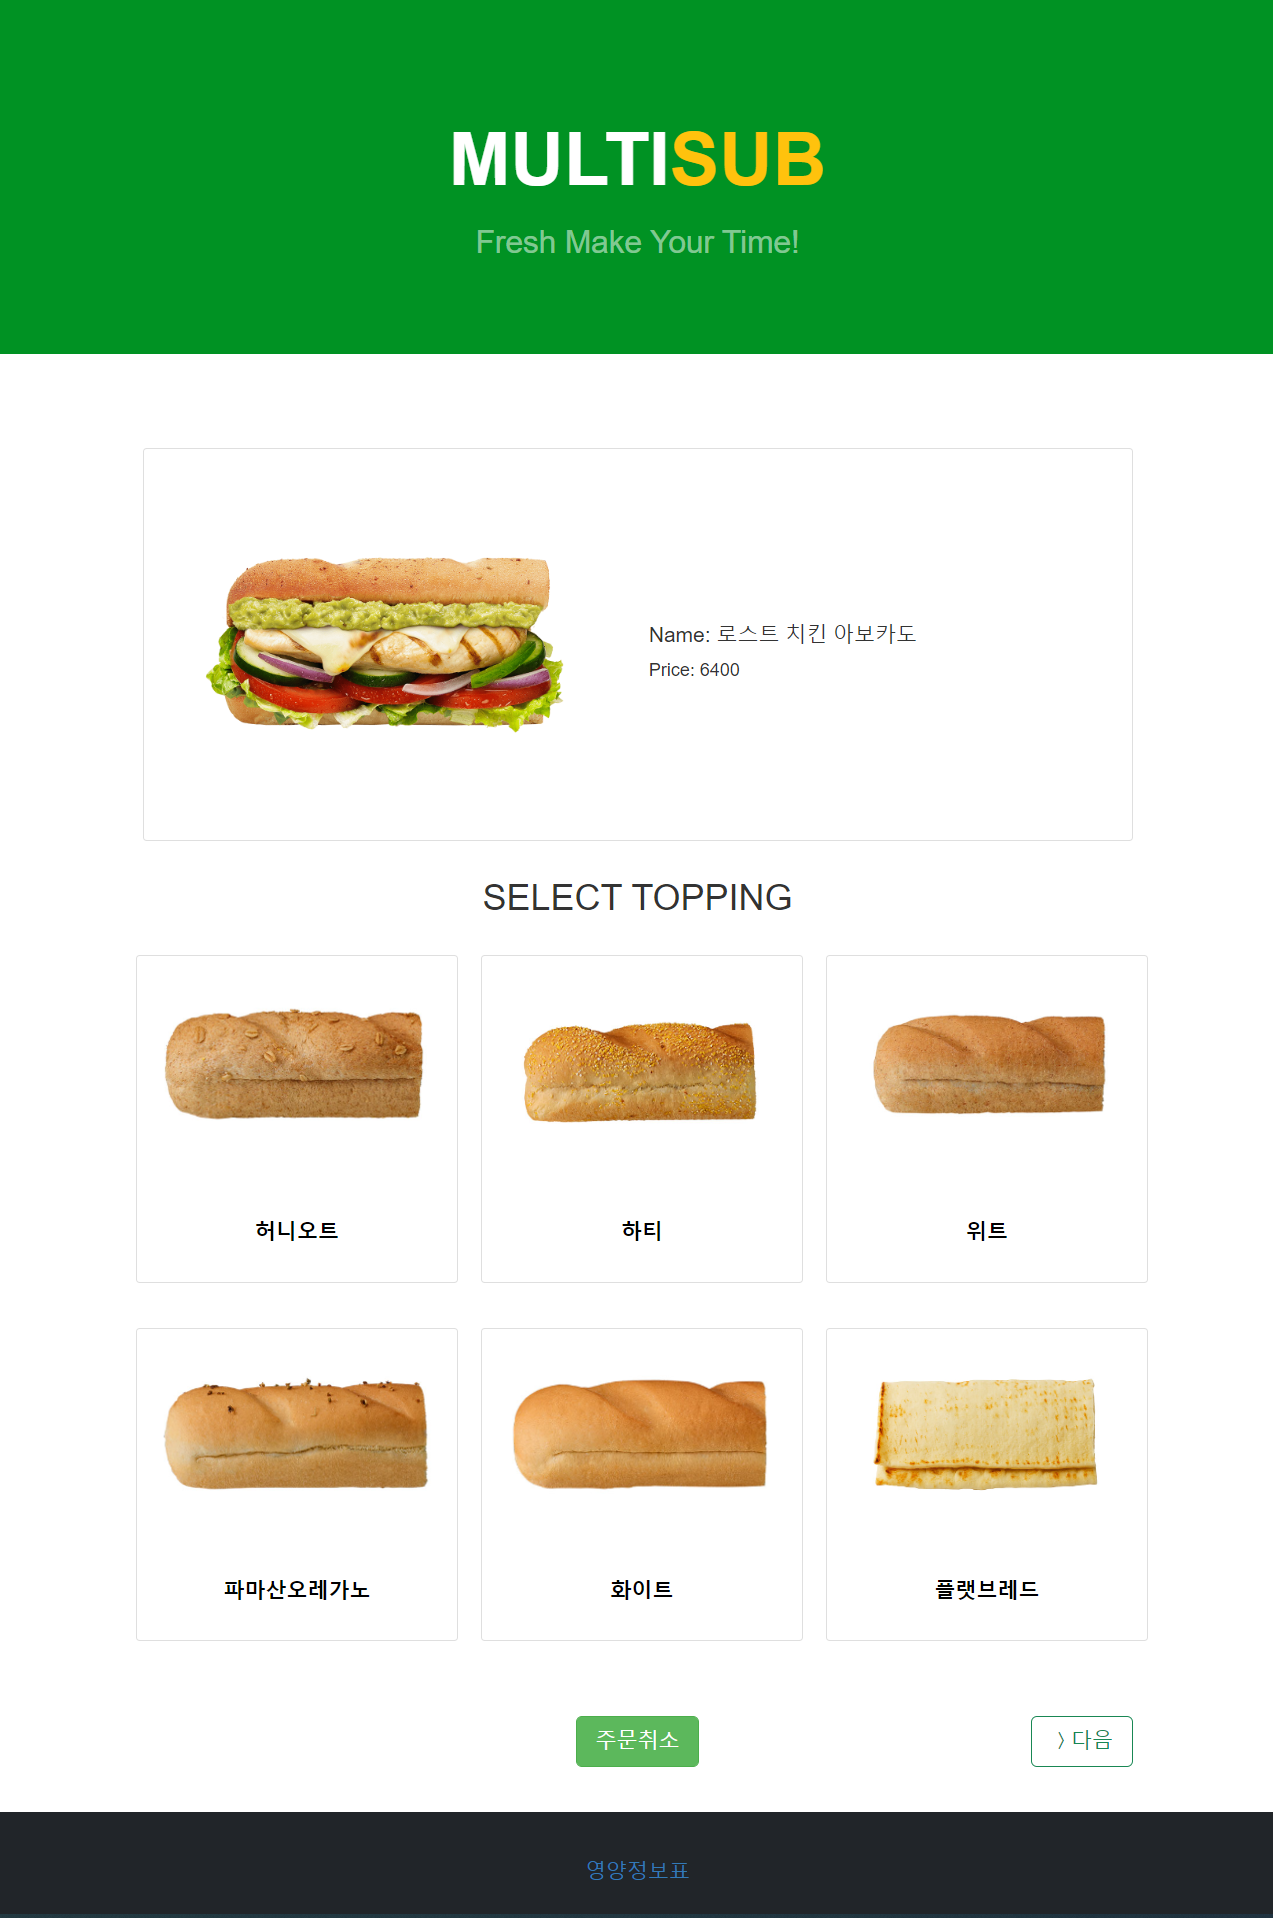 MULTISUB
Fresh Make Your Time!
Name: 로스트 치킨 아보카도
Price: 6400
SELECT TOPPING
허니오트
하티
위트
파마산오레가노
화이트
플랫브레드
주문취소
〉다음
영양정보표